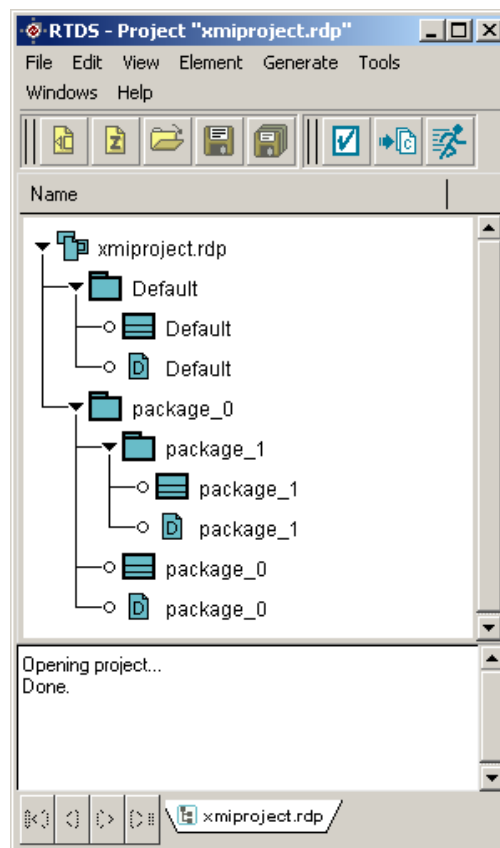 RTDS - Project "xmiproject.rdp"
File Edit View Element Generate Tools
Windows Help
Name
xmiproject.rdp
Default
Default
D Default
package_0
package_1
package_1
D package_1
package_0
D package_0
Opening project...
Done.
xmiproject.rdp